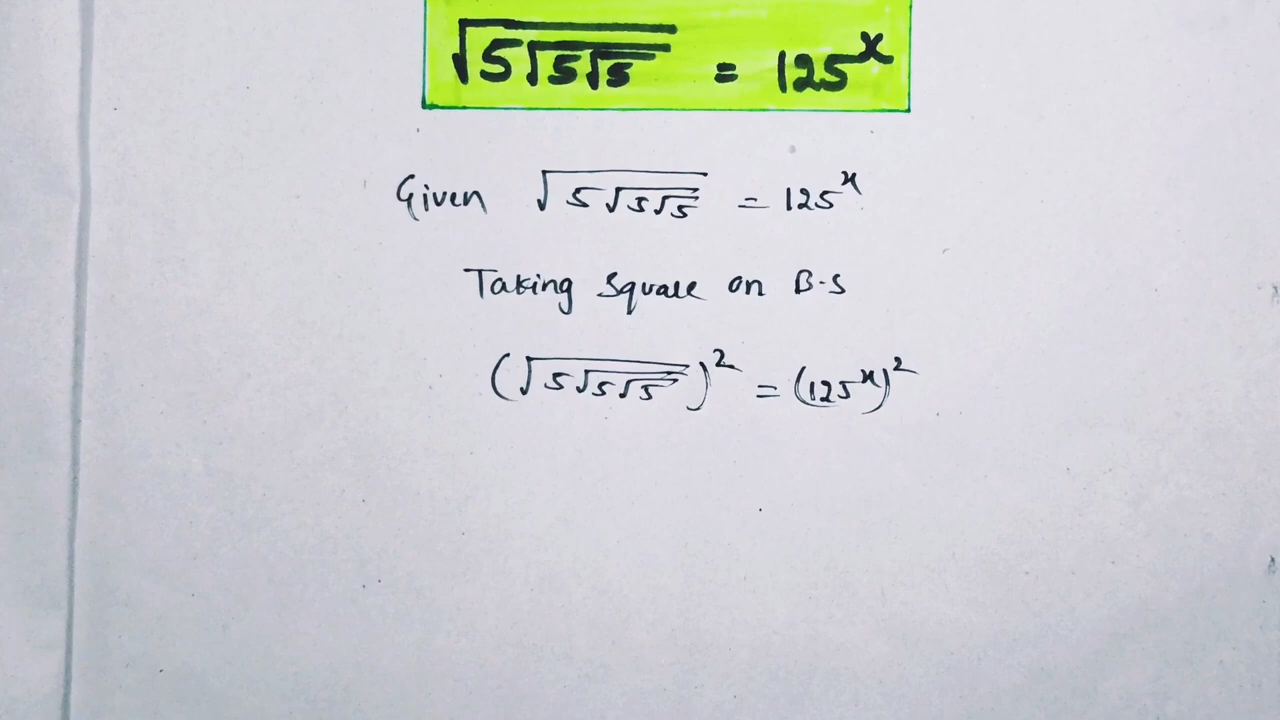 √(5√(5√5)) = 125^x
Given √(5√(5√5)) = 125^x
Taking Square on B.S
(√(5√(5√5)))^2 = (125^x)^2